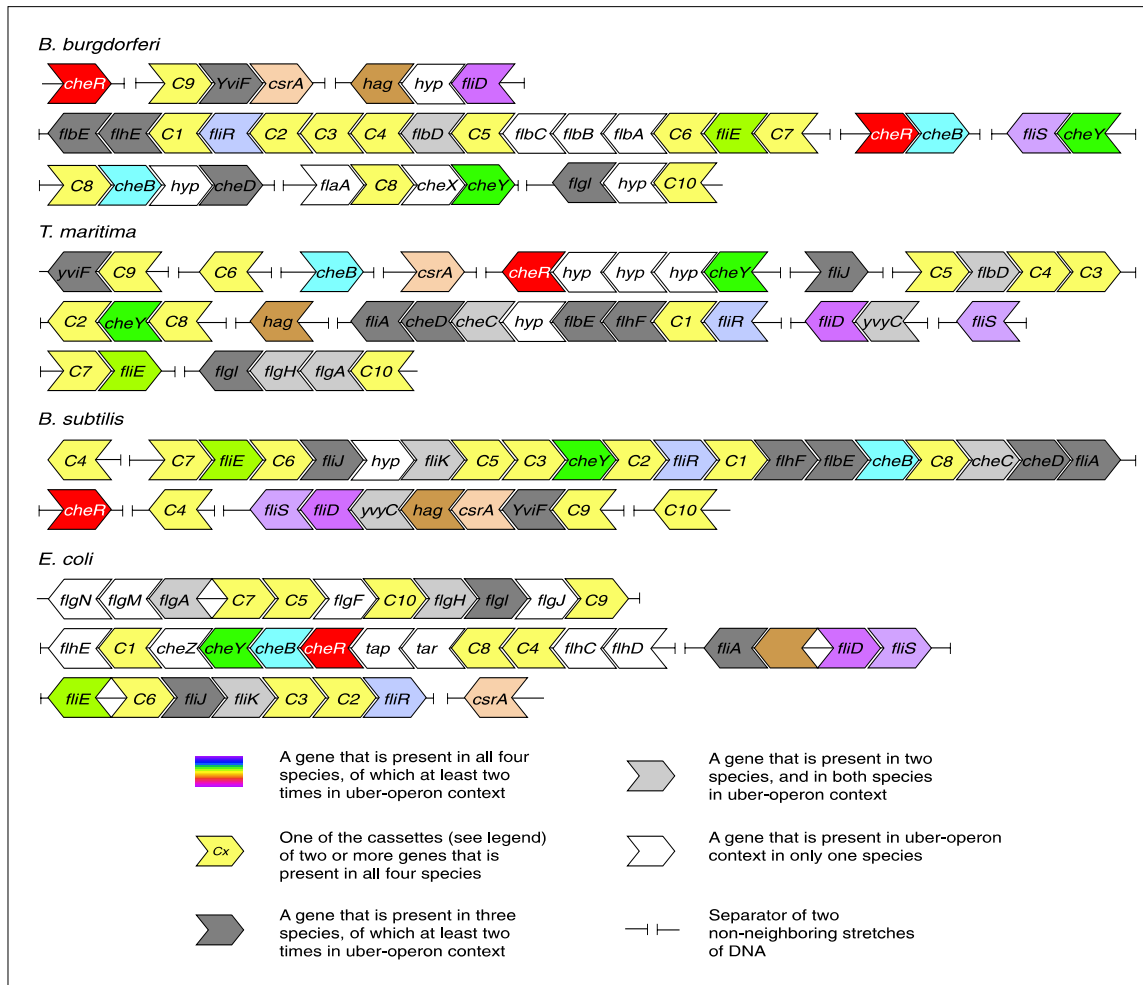 B. burgdorferi
cheR C9 YviF csrA hag hyp fliD
flbE flhE C1 fliR C2 C3 C4 flbD C5 flbC flbB flbA C6 fliE C7 cheR cheB fliS cheY
C8 cheB hyp cheD flaA C8 cheX cheY flgI hyp C10
T. maritima
yviF C9 C6 cheB csrA cheR hyp hyp hyp cheY fliJ C5 flbD C4 C3
C2 cheY C8 hag fliA cheD cheC hyp flbE flhF C1 fliR fliD yvyC fliS
C7 fliE flgI flgH flgA C10
B. subtilis
C4 C7 fliE C6 fliJ hyp fliK C5 C3 cheY C2 fliR C1 flhF flbE cheB C8 cheC cheD fliA
cheR C4 fliS fliD yvyC hag csrA YviF C9 C10
E. coli
flgN flgM flgA C7 C5 flgF C10 flgH flgI flgJ C9
flhE C1 cheZ cheY cheB cheR tap tar C8 C4 flhC flhD fliA fliD fliS
fliE C6 fliJ fliK C3 C2 fliR csrA
A gene that is present in all four
species, of which at least two
times in uber-operon context
A gene that is present in two
species, and in both species
in uber-operon context
Cx
One of the cassettes (see legend)
of two or more genes that is
present in all four species
A gene that is present in uber-operon
context in only one species
A gene that is present in three
species, of which at least two
times in uber-operon context
Separator of two
non-neighboring stretches
of DNA